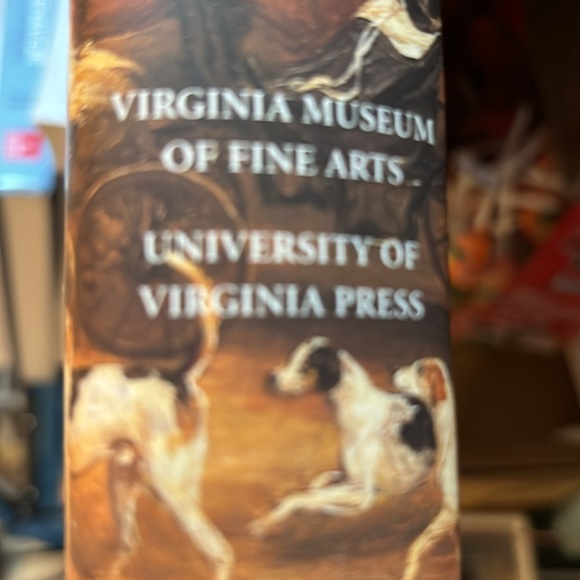 VIRGINIA MUSEUM
OF FINE ARTS
UNIVERSITY OF
VIRGINIA PRESS